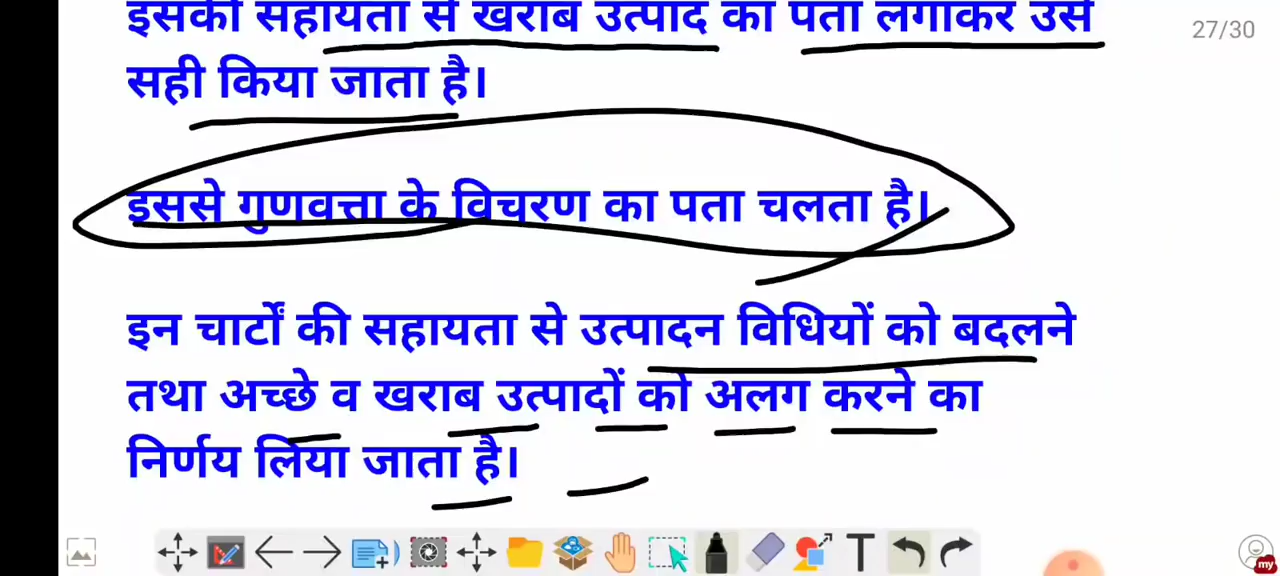 इसकी सहायता से खराब उत्पाद का पता लगाकर उसे
27/30
सही किया जाता है।
इससे गुणवत्ता के विचरण का पता चलता है।
इन चार्टों की सहायता से उत्पादन विधियों को बदलने
तथा अच्छे व खराब उत्पादों को अलग करने का
निर्णय लिया जाता है।
T
my